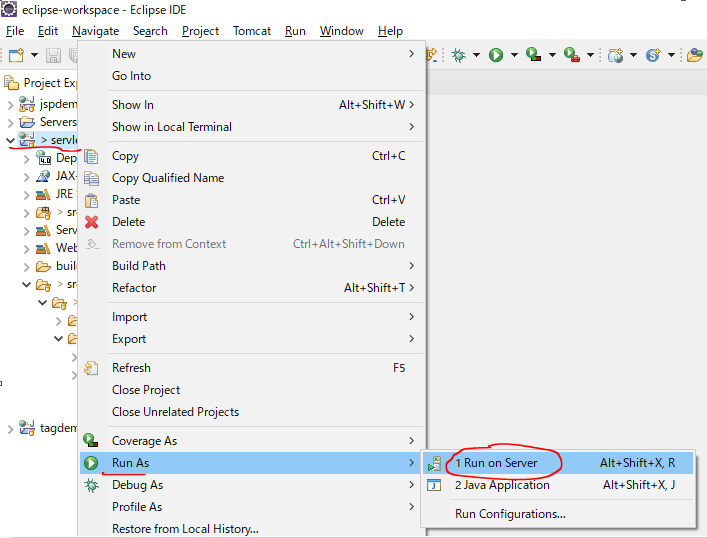 eclipse-workspace - Eclipse IDE
File Edit Navigate Search Project Tomcat Run Window Help
Project Exp
jspdem
Servers
> servle
Dep
4.0
JAX-
JRE
> sr
Serv
Web
buil
> sr
>
tagdem
New
Go Into
Show In Alt+Shift+W >
Show in Local Terminal
Copy Ctrl+C
Copy Qualified Name
Paste Ctrl+V
Delete Delete
Remove from Context Ctrl+Alt+Shift+Down
Build Path
Refactor Alt+Shift+T >
Import
Export
Refresh F5
Close Project
Close Unrelated Projects
Coverage As
Run As
Debug As
Profile As
Restore from Local History...
1 Run on Server Alt+Shift+X, R
2 Java Application Alt+Shift+X, J
Run Configurations...